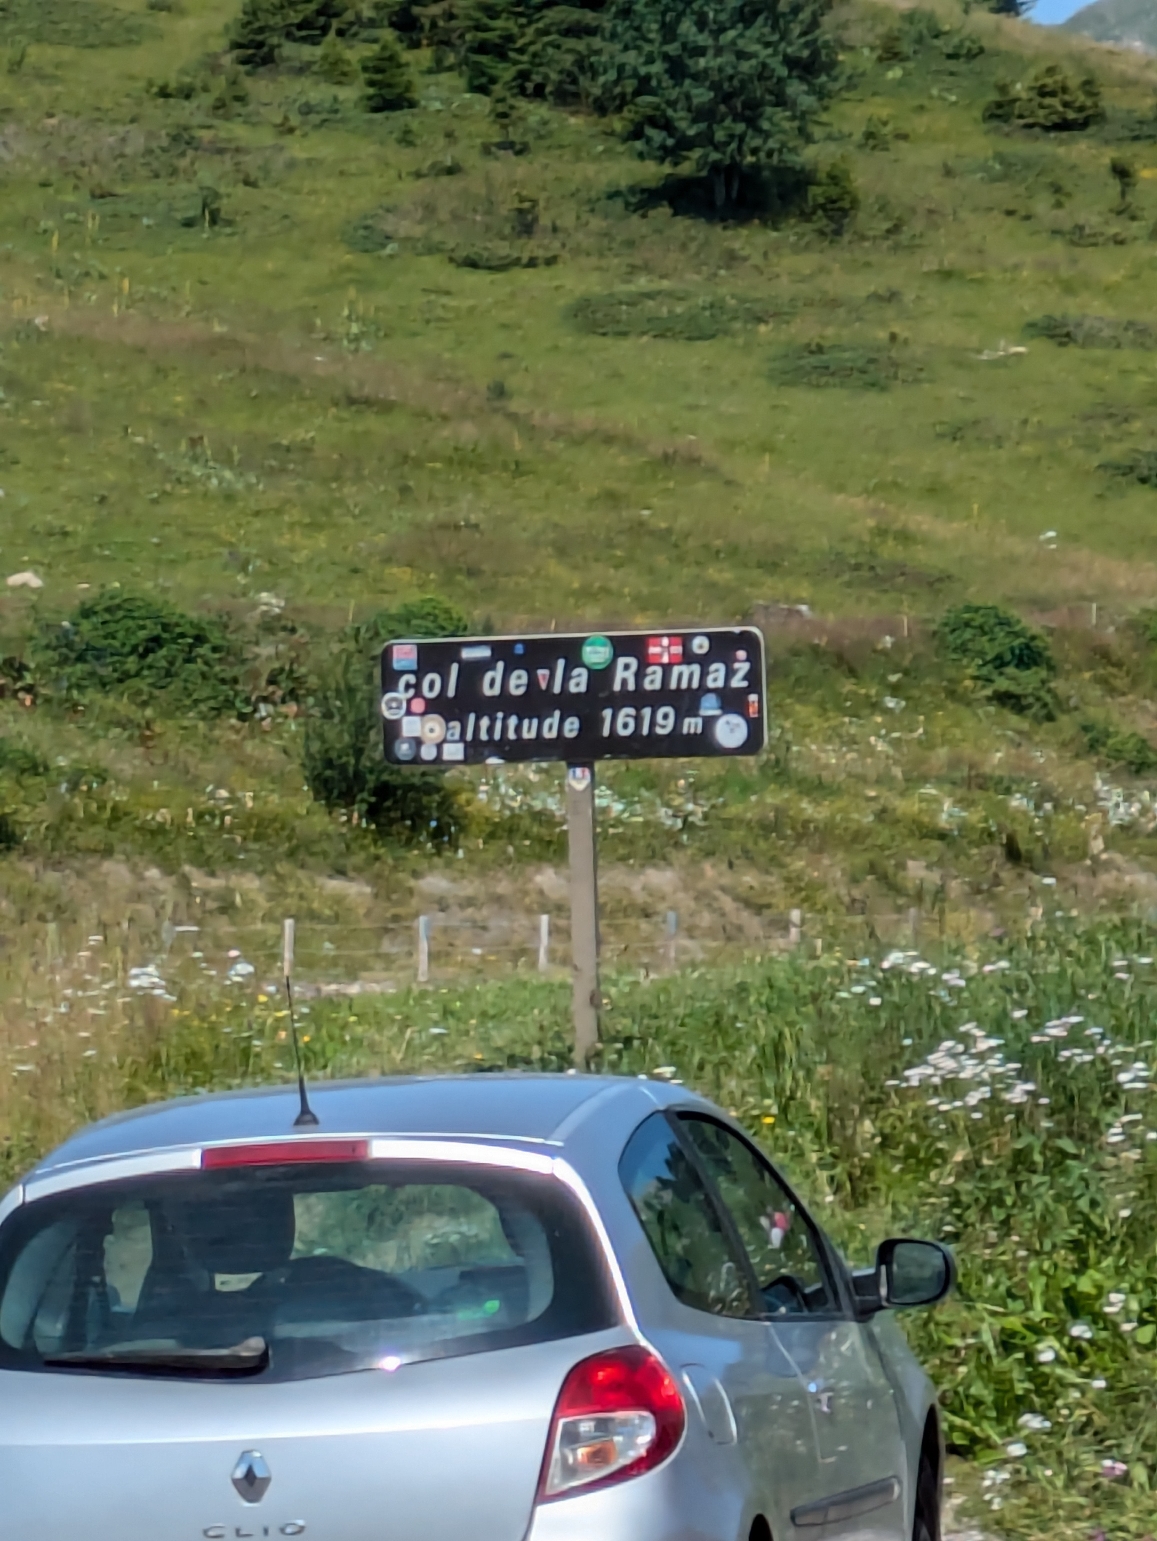 col de la Ramaz
altitude 1619 m
CLIO